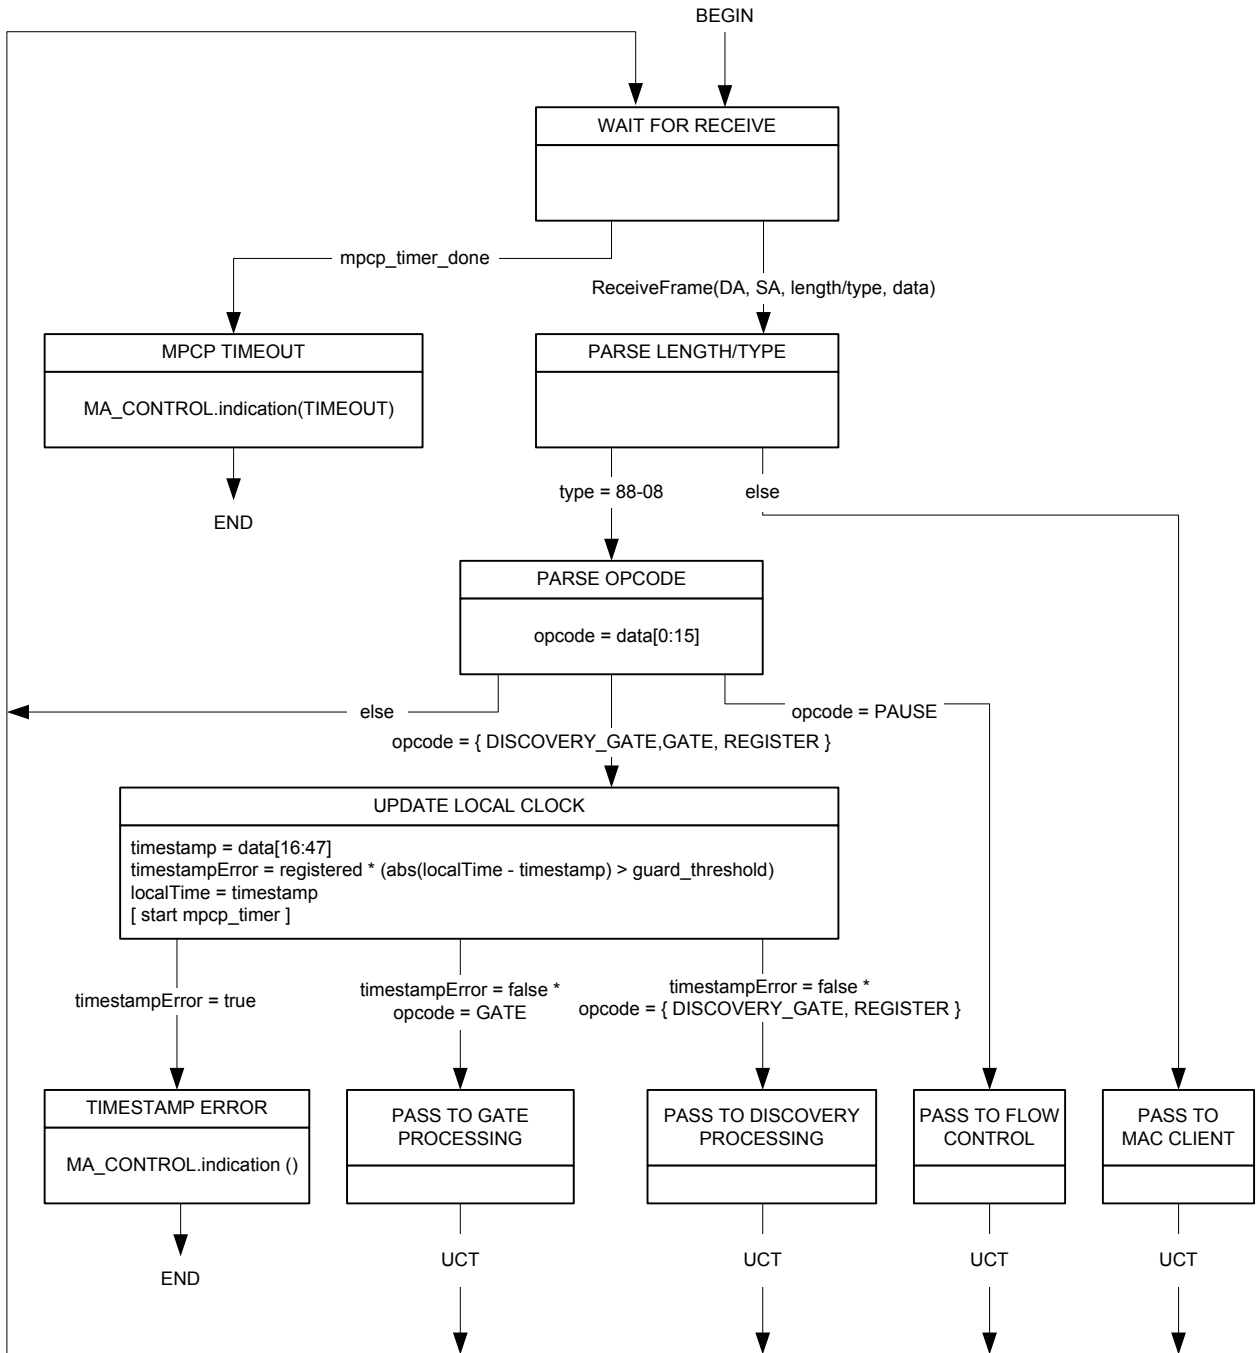 BEGIN
WAIT FOR RECEIVE
mpcp_timer_done
ReceiveFrame(DA, SA, length/type, data)
MPCP TIMEOUT
MA_CONTROL.indication(TIMEOUT)
END
PARSE LENGTH/TYPE
type = 88-08
else
PARSE OPCODE
opcode = data[0:15]
else
opcode = PAUSE
opcode = { DISCOVERY_GATE,GATE, REGISTER }
UPDATE LOCAL CLOCK
timestamp = data[16:47]
timestampError = registered * (abs(localTime - timestamp) > guard_threshold)
localTime = timestamp
[ start mpcp_timer ]
timestampError = true
timestampError = false *
opcode = GATE
timestampError = false *
opcode = { DISCOVERY_GATE, REGISTER }
TIMESTAMP ERROR
MA_CONTROL.indication ()
END
PASS TO GATE
PROCESSING
UCT
PASS TO DISCOVERY
PROCESSING
UCT
PASS TO FLOW
CONTROL
UCT
PASS TO
MAC CLIENT
UCT